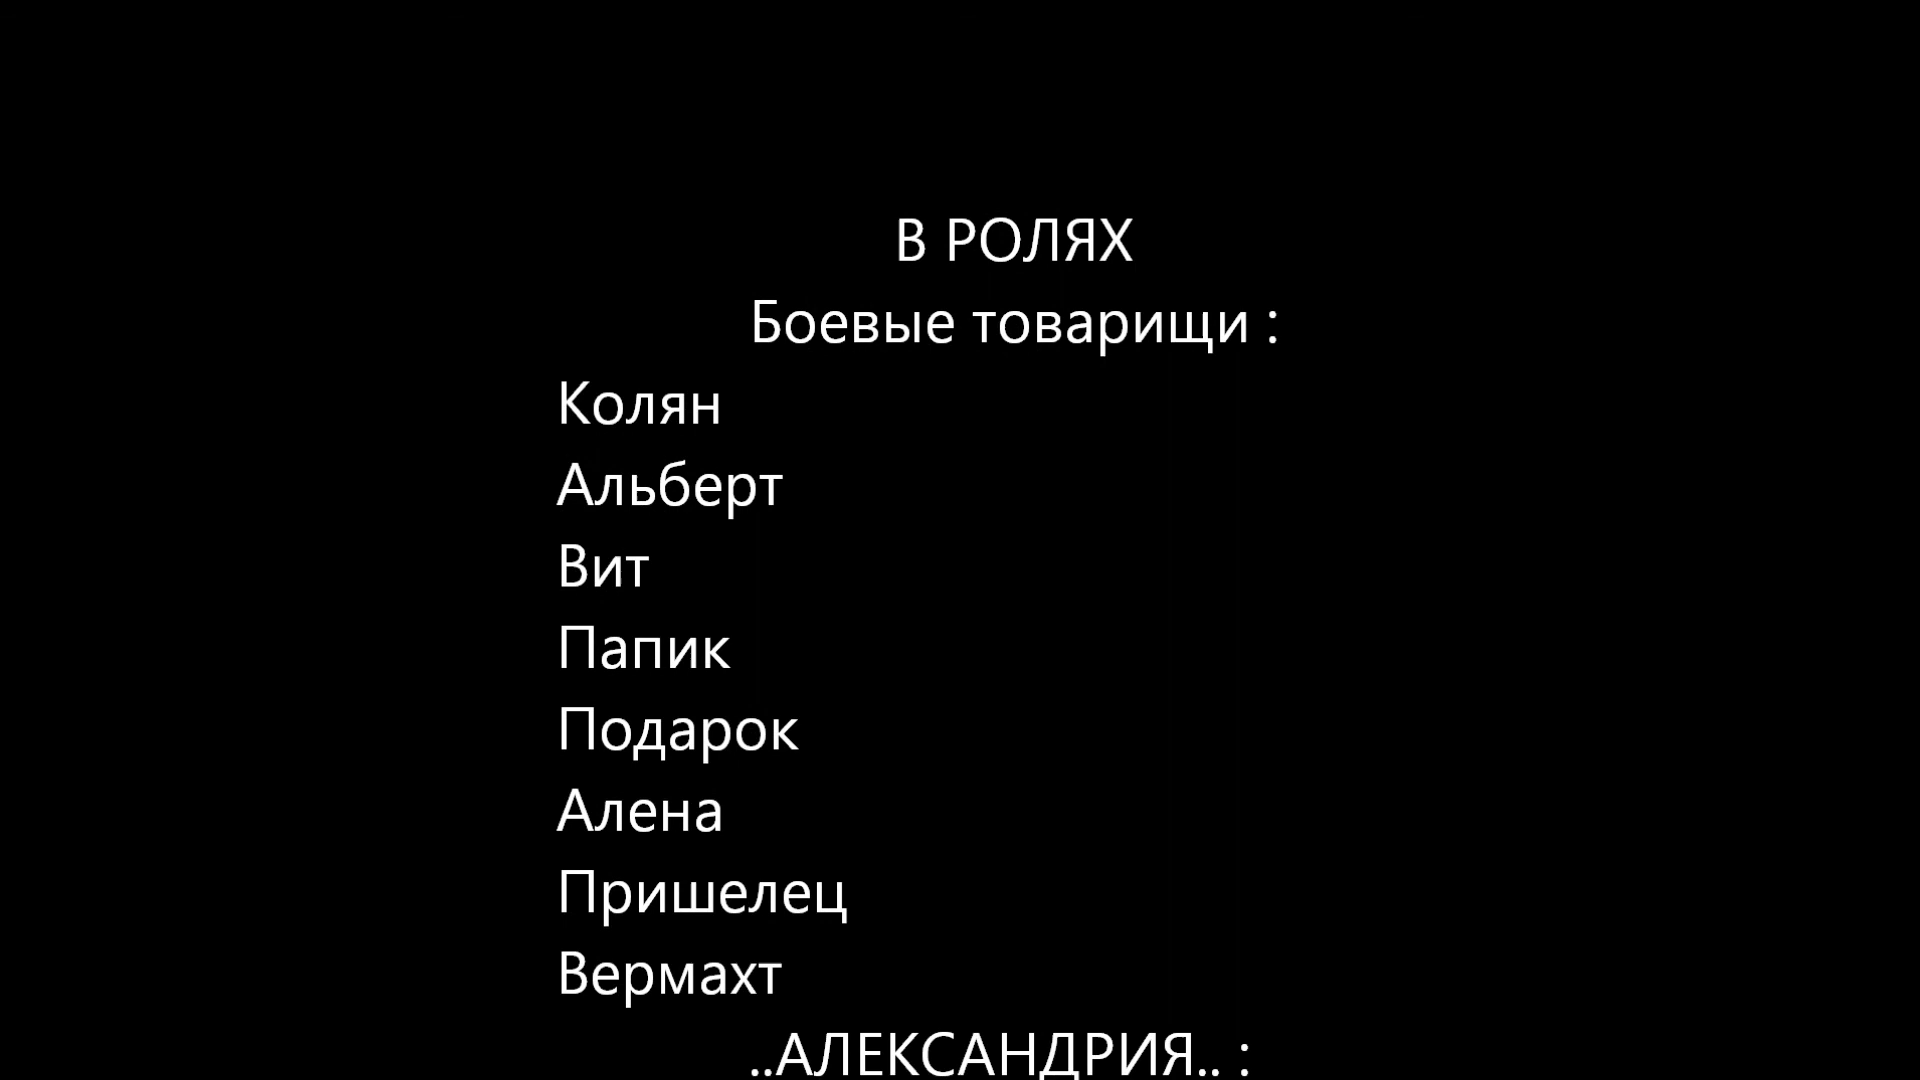 В РОЛЯХ
Боевые товарищи :
Колян
Альберт
Вит
Папик
Подарок
Алена
Пришелец
Вермахт
..АЛЕКСАНДРИЯ.. :